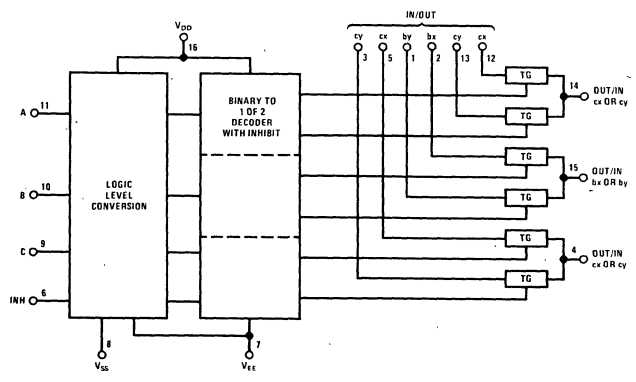 IN/OUT
cy cx by bx cy cx
3 5 1 2 13 12
VDD
16
A 11
B 10
C 9
INH 6
LOGIC
LEVEL
CONVERSION
BINARY TO
1 OF 2
DECODER
WITH INHIBIT
TG
TG
14
OUT/IN
cx OR cy
TG
TG
15
OUT/IN
bx OR by
TG
TG
4
OUT/IN
cx OR cy
8
VSS
7
VEE